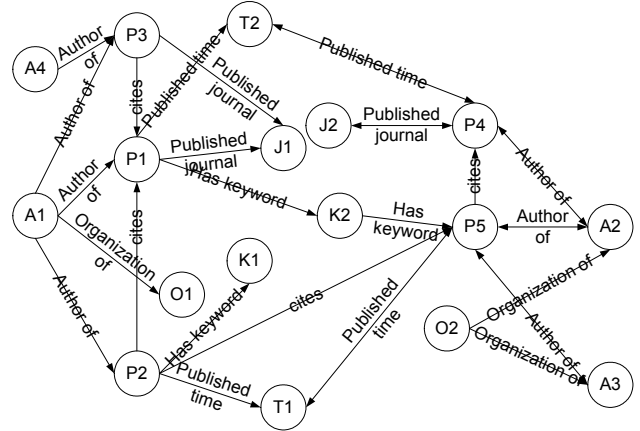 T2
P3
Author
of
A4
Published time
Published time
Published
journal
Author of
cites
J2
Published
journal
P4
J1
Published
journal
P1
Author
of
Has keyword
cites
Author of
A1
K2
Has
keyword
P5
Author
of
A2
Organization
of
cites
K1
O1
cites
Published
time
Organization of
O2
Author of
Has keyword
Author of
Organization of
P2
Published
time
T1
A3